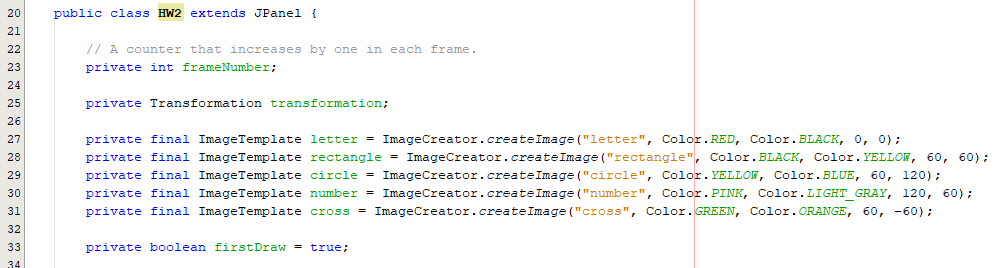 20 public class HW2 extends JPanel {
21
22 // A counter that increases by one in each frame.
23 private int frameNumber;
24
25 private Transformation transformation;
26
27 private final ImageTemplate letter = ImageCreator.createImage("letter", Color.RED, Color.BLACK, 0, 0);
28 private final ImageTemplate rectangle = ImageCreator.createImage("rectangle", Color.BLACK, Color.YELLOW, 60, 60);
29 private final ImageTemplate circle = ImageCreator.createImage("circle", Color.YELLOW, Color.BLUE, 60, 120);
30 private final ImageTemplate number = ImageCreator.createImage("number", Color.PINK, Color.LIGHT_GRAY, 120, 60);
31 private final ImageTemplate cross = ImageCreator.createImage("cross", Color.GREEN, Color.ORANGE, 60, -60);
32
33 private boolean firstDraw = true;
34